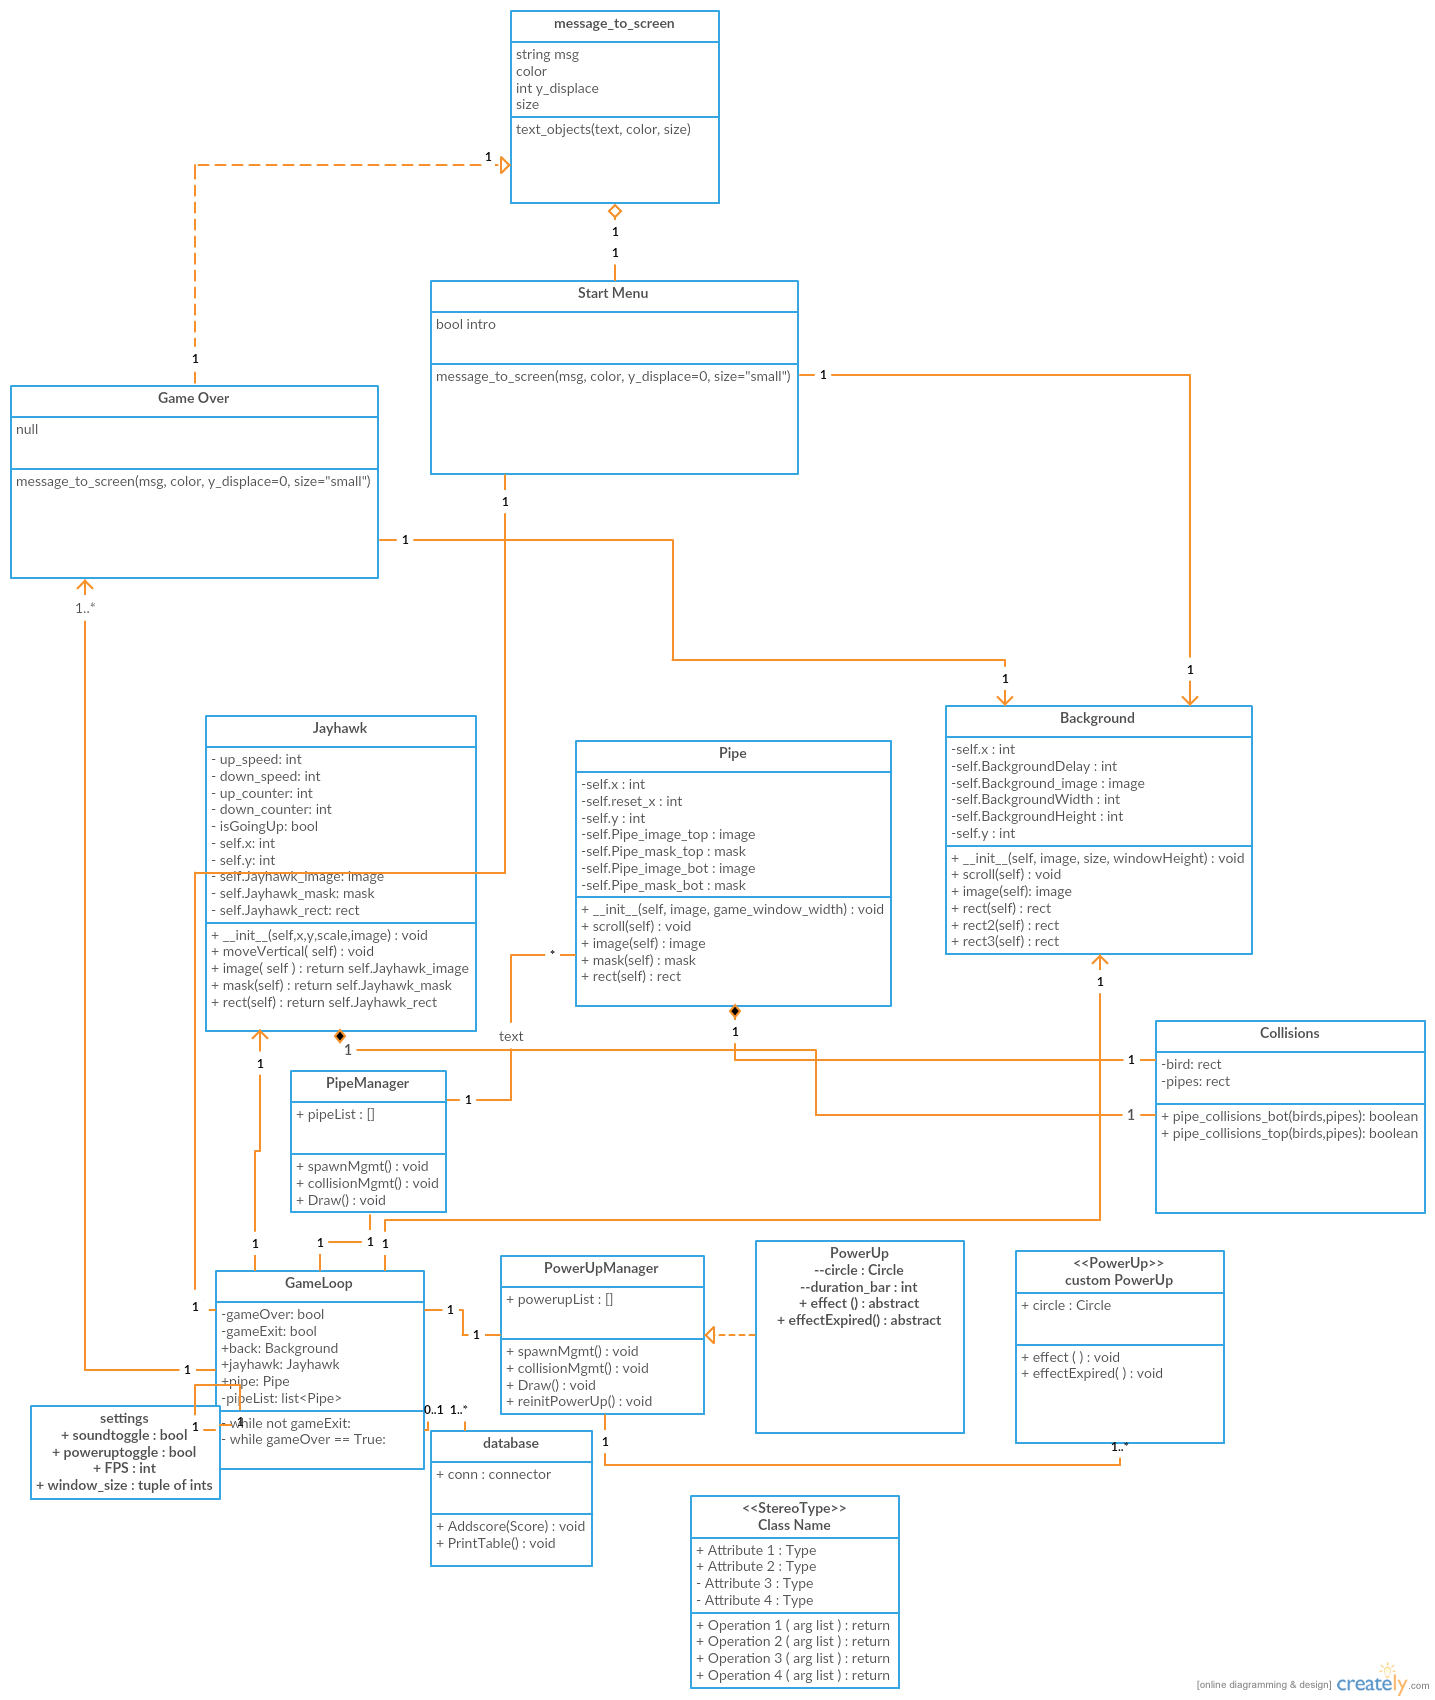 message_to_screen
string msg
color
int y_displace
size
text_objects(text, color, size)
1
1
1
Start Menu
bool intro
message_to_screen(msg, color, y_displace=0, size="small")
1
1
Game Over
null
message_to_screen(msg, color, y_displace=0, size="small")
1
1
1..*
1
1
Jayhawk
- up_speed: int
- down_speed: int
- up_counter: int
- down_counter: int
- isGoingUp: bool
- self.x: int
- self.y: int
- self.Jayhawk_image: image
- self.Jayhawk_mask: mask
- self.Jayhawk_rect: rect
+ __init__(self,x,y,scale,image) : void
+ moveVertical( self) : void
+ image( self ) : return self.Jayhawk_image
+ mask(self) : return self.Jayhawk_mask
+ rect(self) : return self.Jayhawk_rect
Pipe
-self.x : int
-self.reset_x : int
-self.y : int
-self.Pipe_image_top : image
-self.Pipe_mask_top : mask
-self.Pipe_image_bot : image
-self.Pipe_mask_bot : mask
+ __init__(self, image, game_window_width) : void
+ scroll(self) : void
+ image(self) : image
+ mask(self) : mask
+ rect(self) : rect
Background
-self.x : int
-self.BackgroundDelay : int
-self.Background_image : image
-self.BackgroundWidth : int
-self.BackgroundHeight : int
-self.y : int
+ __init__(self, image, size, windowHeight) : void
+ scroll(self) : void
+ image(self): image
+ rect(self) : rect
+ rect2(self) : rect
+ rect3(self) : rect
*
1
text
1
1
1
1
1
Collisions
-bird: rect
-pipes: rect
+ pipe_collisions_bot(birds,pipes): boolean
+ pipe_collisions_top(birds,pipes): boolean
PipeManager
+ pipeList : []
+ spawnMgmt() : void
+ collisionMgmt() : void
+ Draw() : void
1
1
1
1
1
GameLoop
-gameOver: bool
-gameExit: bool
+back: Background
+jayhawk: Jayhawk
+pipe: Pipe
-pipeList: list<Pipe>
- while not gameExit:
- while gameOver == True:
1
1
1
1
PowerUpManager
+ powerupList : []
+ spawnMgmt() : void
+ collisionMgmt() : void
+ Draw() : void
+ reinitPowerUp() : void
PowerUp
--circle : Circle
--duration_bar : int
+ effect () : abstract
+ effectExpired() : abstract
<<PowerUp>>
custom PowerUp
+ circle : Circle
+ effect ( ) : void
+ effectExpired( ) : void
1
1..*
settings
+ soundtoggle : bool
+ poweruptoggle : bool
+ FPS : int
+ window_size : tuple of ints
1
1
0..1
1..*
database
+ conn : connector
+ Addscore(Score) : void
+ PrintTable() : void
<<StereoType>>
Class Name
+ Attribute 1 : Type
+ Attribute 2 : Type
- Attribute 3 : Type
- Attribute 4 : Type
+ Operation 1 ( arg list ) : return
+ Operation 2 ( arg list ) : return
+ Operation 3 ( arg list ) : return
+ Operation 4 ( arg list ) : return
[online diagramming & design] creately.com